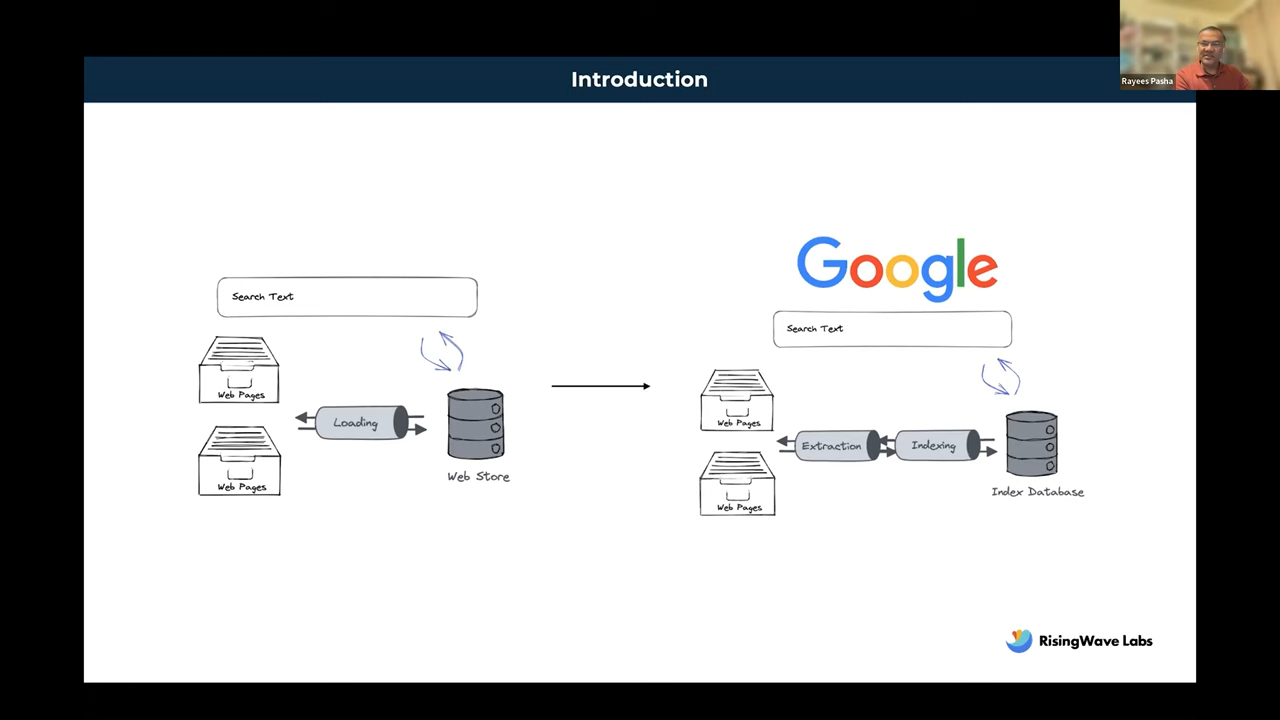 Introduction
Rayees Pasha
Search Text
Web Pages
Loading
Web Pages
Web Store
Google
Search Text
Web Pages
Extraction
Indexing
Web Pages
Index Database
RisingWave Labs